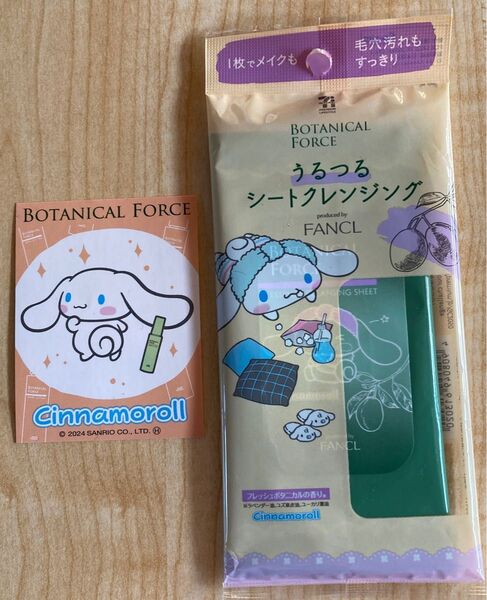 BOTANICAL FORCE
Cinnamoroll
© 2024 SANRIO CO., LTD. Ⓗ
1枚でメイクも
毛穴汚れも
すっきり
BOTANICAL
FORCE
うるつる
シートクレンジング
produced by
FANCL
FANCL
フレッシュボタニカルの香り※
Cinnamoroll